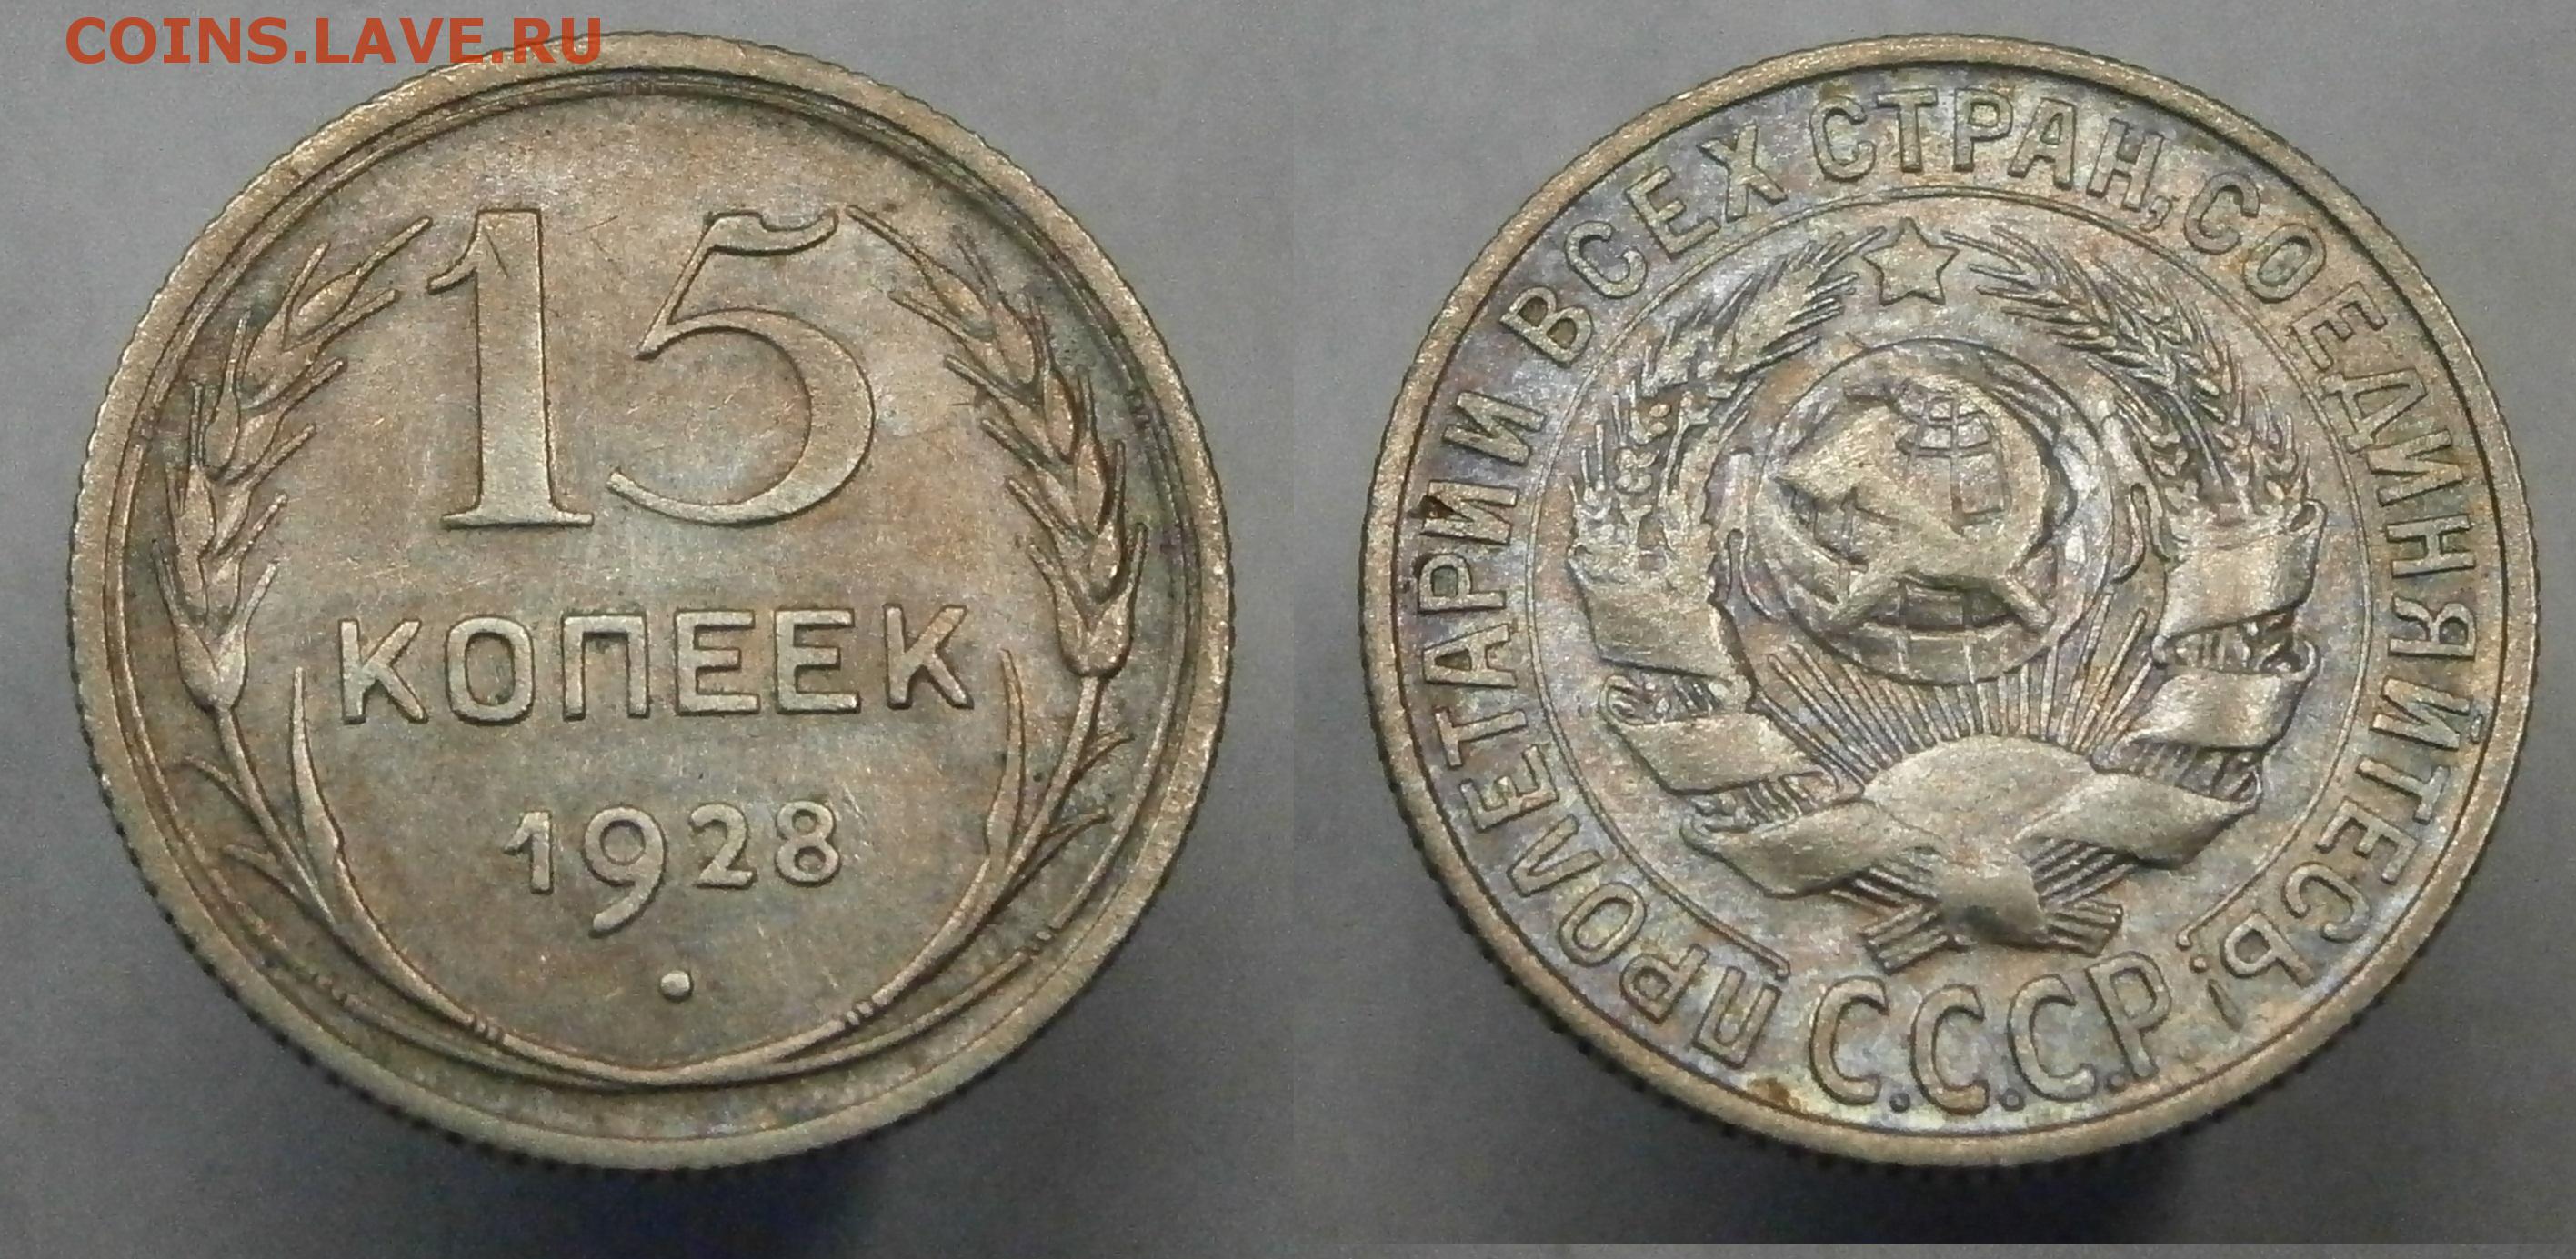 COINS.LAVE.RU
15
КОПЕЕК
1928
ПРОЛЕТАРИИ ВСЕХ СТРАН, СОЕДИНЯЙТЕСЬ!
С.С.С.Р